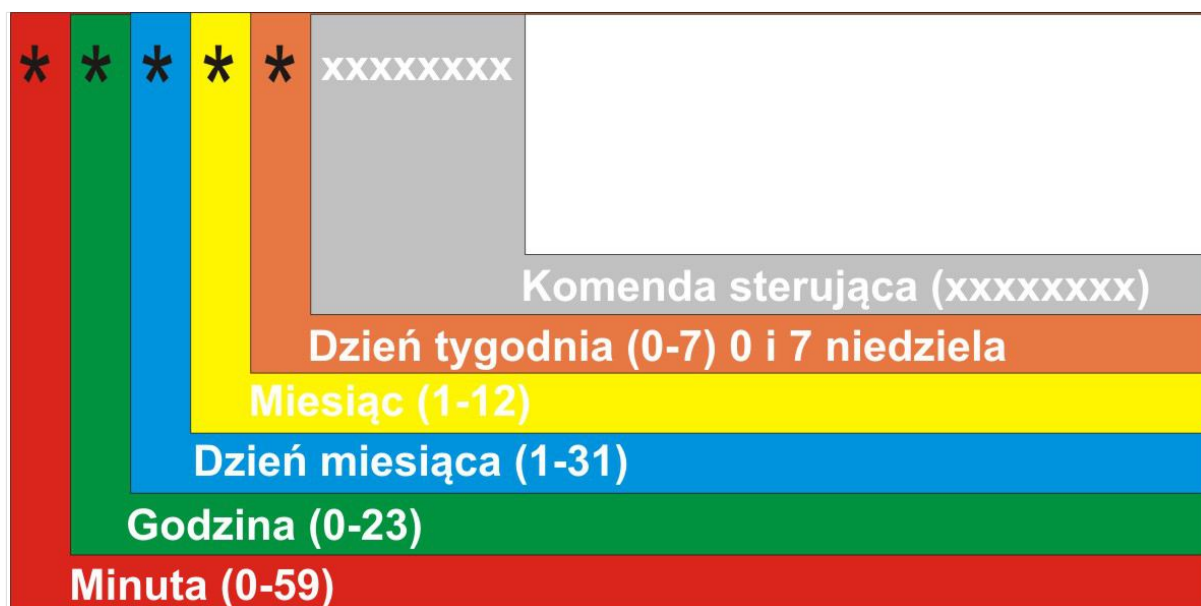 * * * * * xxxxxxxx
Komenda sterująca (xxxxxxxx)
Dzień tygodnia (0-7) 0 i 7 niedziela
Miesiąc (1-12)
Dzień miesiąca (1-31)
Godzina (0-23)
Minuta (0-59)